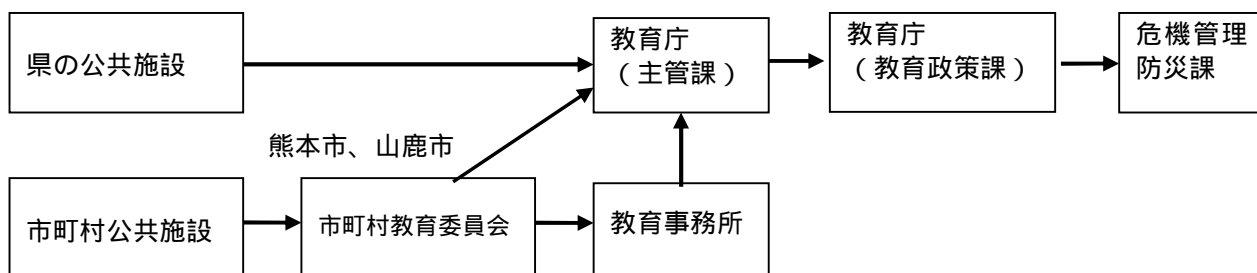 県の公共施設
教育庁
（主管課）
教育庁
（教育政策課）
危機管理
防災課
熊本市、山鹿市
市町村公共施設
市町村教育委員会
教育事務所